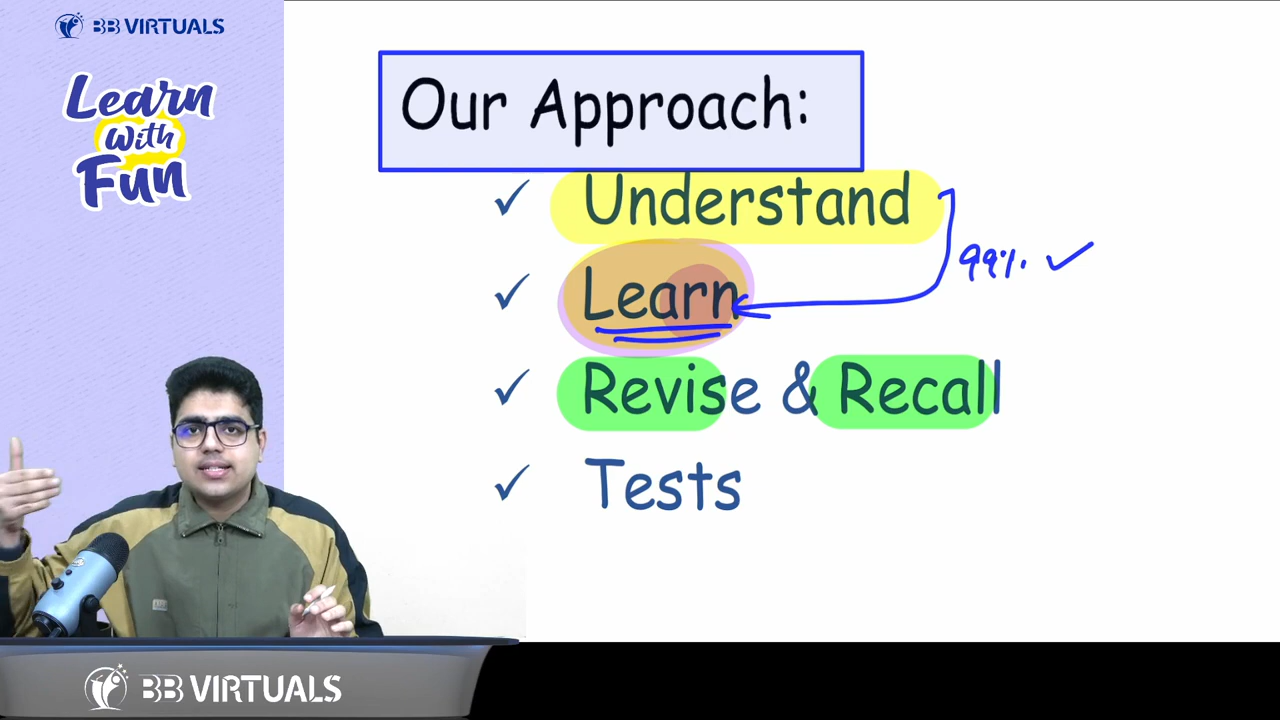 BB VIRTUALS
Learn
With
Fun
Our Approach:
✓ Understand
99% ✓
✓ Learn
✓ Revise & Recall
✓ Tests
BB VIRTUALS